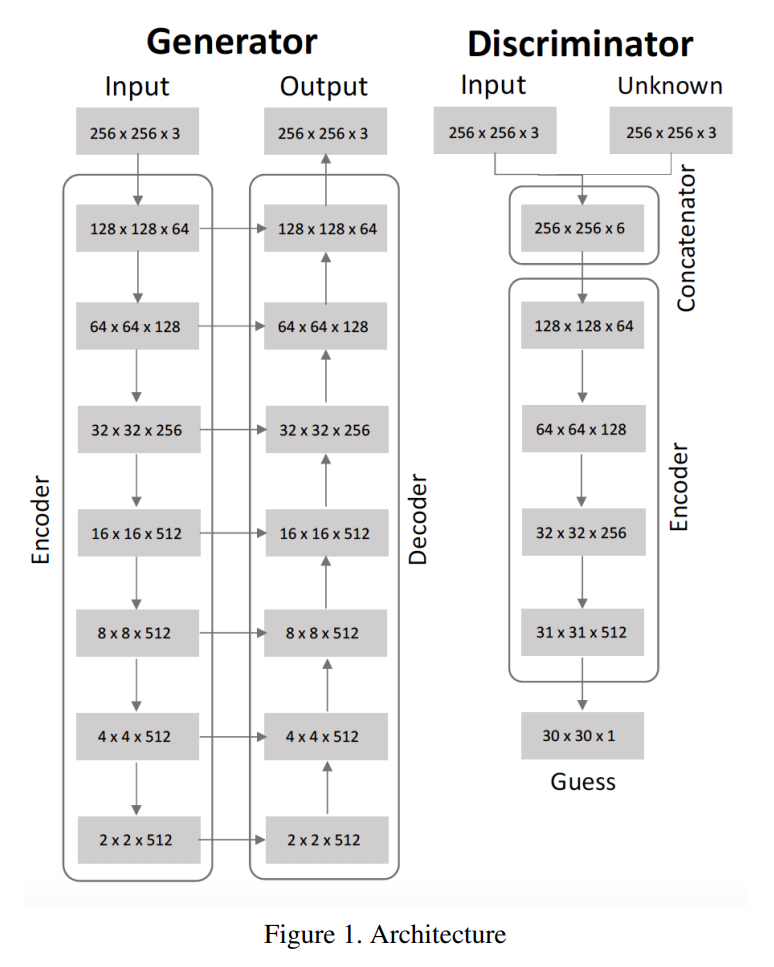 Generator
Input
Output
256 x 256 x 3
256 x 256 x 3
128 x 128 x 64
128 x 128 x 64
64 x 64 x 128
64 x 64 x 128
32 x 32 x 256
32 x 32 x 256
16 x 16 x 512
16 x 16 x 512
8 x 8 x 512
8 x 8 x 512
4 x 4 x 512
4 x 4 x 512
2 x 2 x 512
2 x 2 x 512
Encoder
Decoder
Discriminator
Input
Unknown
256 x 256 x 3
256 x 256 x 3
256 x 256 x 6
Concatenator
128 x 128 x 64
64 x 64 x 128
32 x 32 x 256
31 x 31 x 512
Encoder
30 x 30 x 1
Guess
Figure 1. Architecture